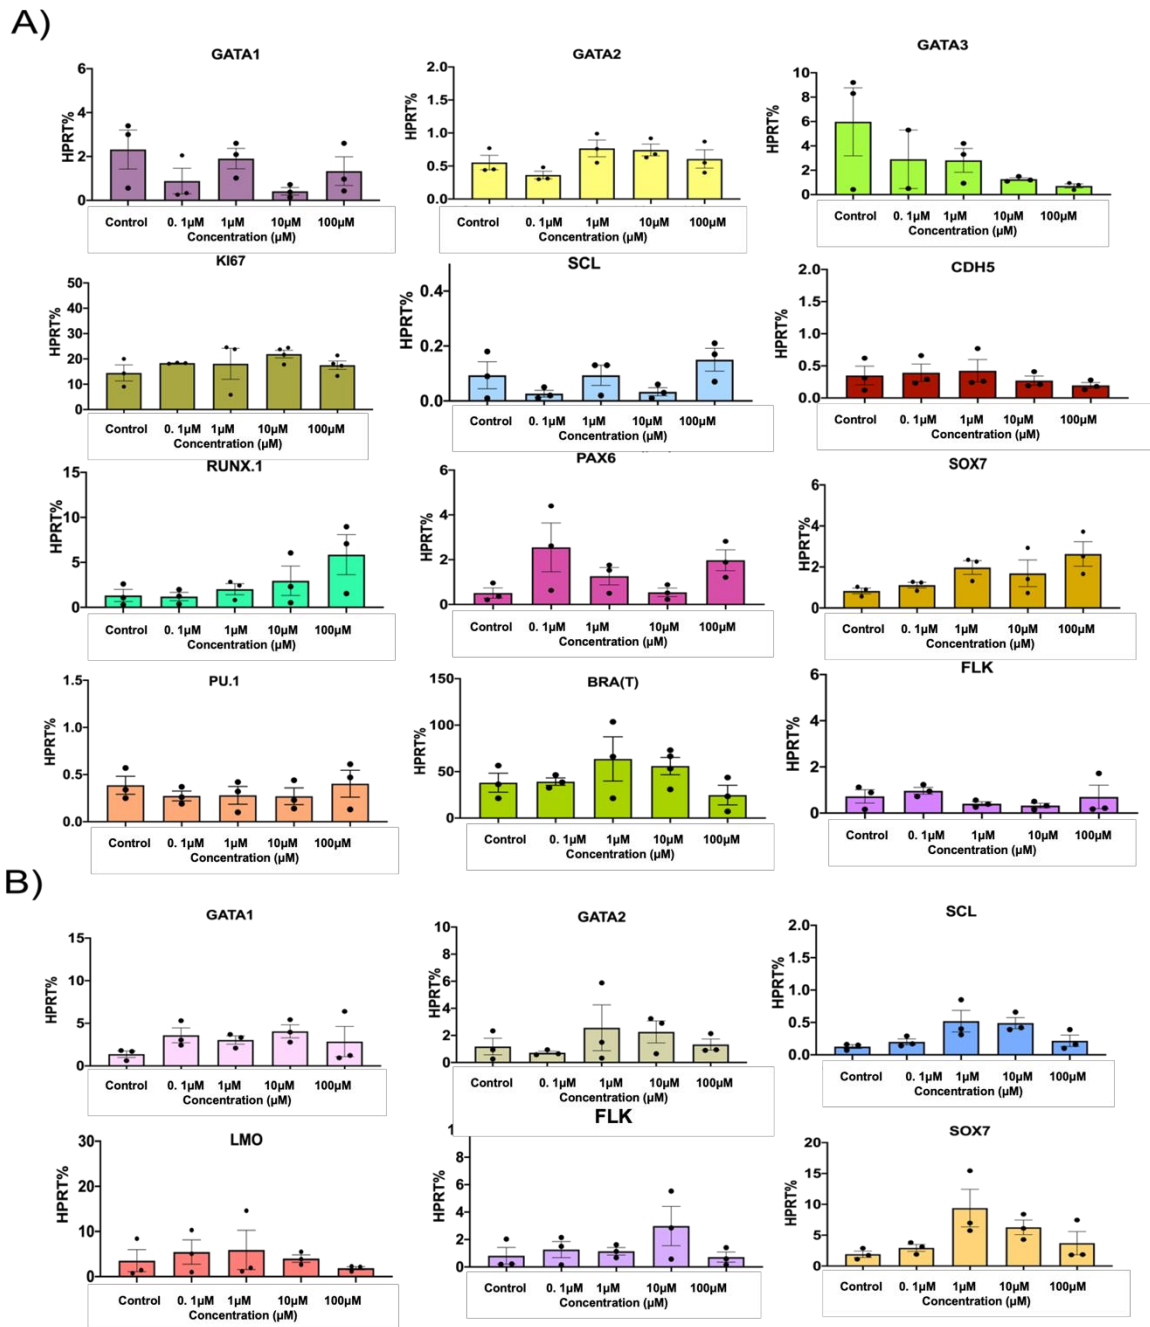 A)
GATA1
HPRT%
6
4
2
0
Control 0. 1µM 1µM 10µM 100µM
Concentration (µM)
GATA2
HPRT%
2.0
1.5
1.0
0.5
0.0
Control 0. 1µM 1µM 10µM 100µM
Concentration (µM)
GATA3
HPRT%
10
8
6
4
2
0
Control 0. 1µM 1µM 10µM 100µM
Concentration (µM)
KI67
HPRT%
50
40
30
20
10
0
Control 0. 1µM 1µM 10µM 100µM
Concentration (µM)
SCL
HPRT%
0.4
0.2
0.0
Control 0. 1µM 1µM 10µM 100µM
Concentration (µM)
CDH5
HPRT%
2.0
1.5
1.0
0.5
0.0
Control 0. 1µM 1µM 10µM 100µM
Concentration (µM)
RUNX.1
HPRT%
15
10
5
0
Control 0. 1µM 1µM 10µM 100µM
Concentration (µM)
PAX6
HPRT%
6
4
2
0
Control 0. 1µM 1µM 10µM 100µM
Concentration (µM)
SOX7
HPRT%
6
4
2
0
Control 0. 1µM 1µM 10µM 100µM
Concentration (µM)
PU.1
HPRT%
1.5
1.0
0.5
0.0
Control 0. 1µM 1µM 10µM 100µM
Concentration (µM)
BRA(T)
HPRT%
150
100
50
0
Control 0. 1µM 1µM 10µM 100µM
Concentration (µM)
FLK
HPRT%
6
4
2
0
Control 0. 1µM 1µM 10µM 100µM
Concentration (µM)
B)
GATA1
HPRT%
15
10
5
0
Control 0. 1µM 1µM 10µM 100µM
Concentration (µM)
GATA2
HPRT%
10
8
6
4
2
0
Control 0. 1µM 1µM 10µM 100µM
Concentration (µM)
SCL
HPRT%
2.0
1.5
1.0
0.5
0.0
Control 0. 1µM 1µM 10µM 100µM
Concentration (µM)
LMO
HPRT%
30
20
10
0
Control 0. 1µM 1µM 10µM 100µM
Concentration (µM)
FLK
HPRT%
8
6
4
2
0
Control 0. 1µM 1µM 10µM 100µM
Concentration (µM)
SOX7
HPRT%
20
15
10
5
0
Control 0. 1µM 1µM 10µM 100µM
Concentration (µM)